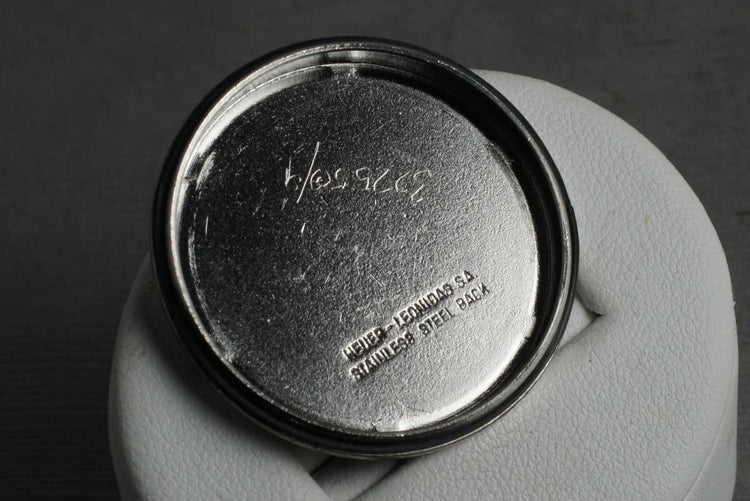 HEUER-LEONIDAS S.A.
STAINLESS STEEL BACK